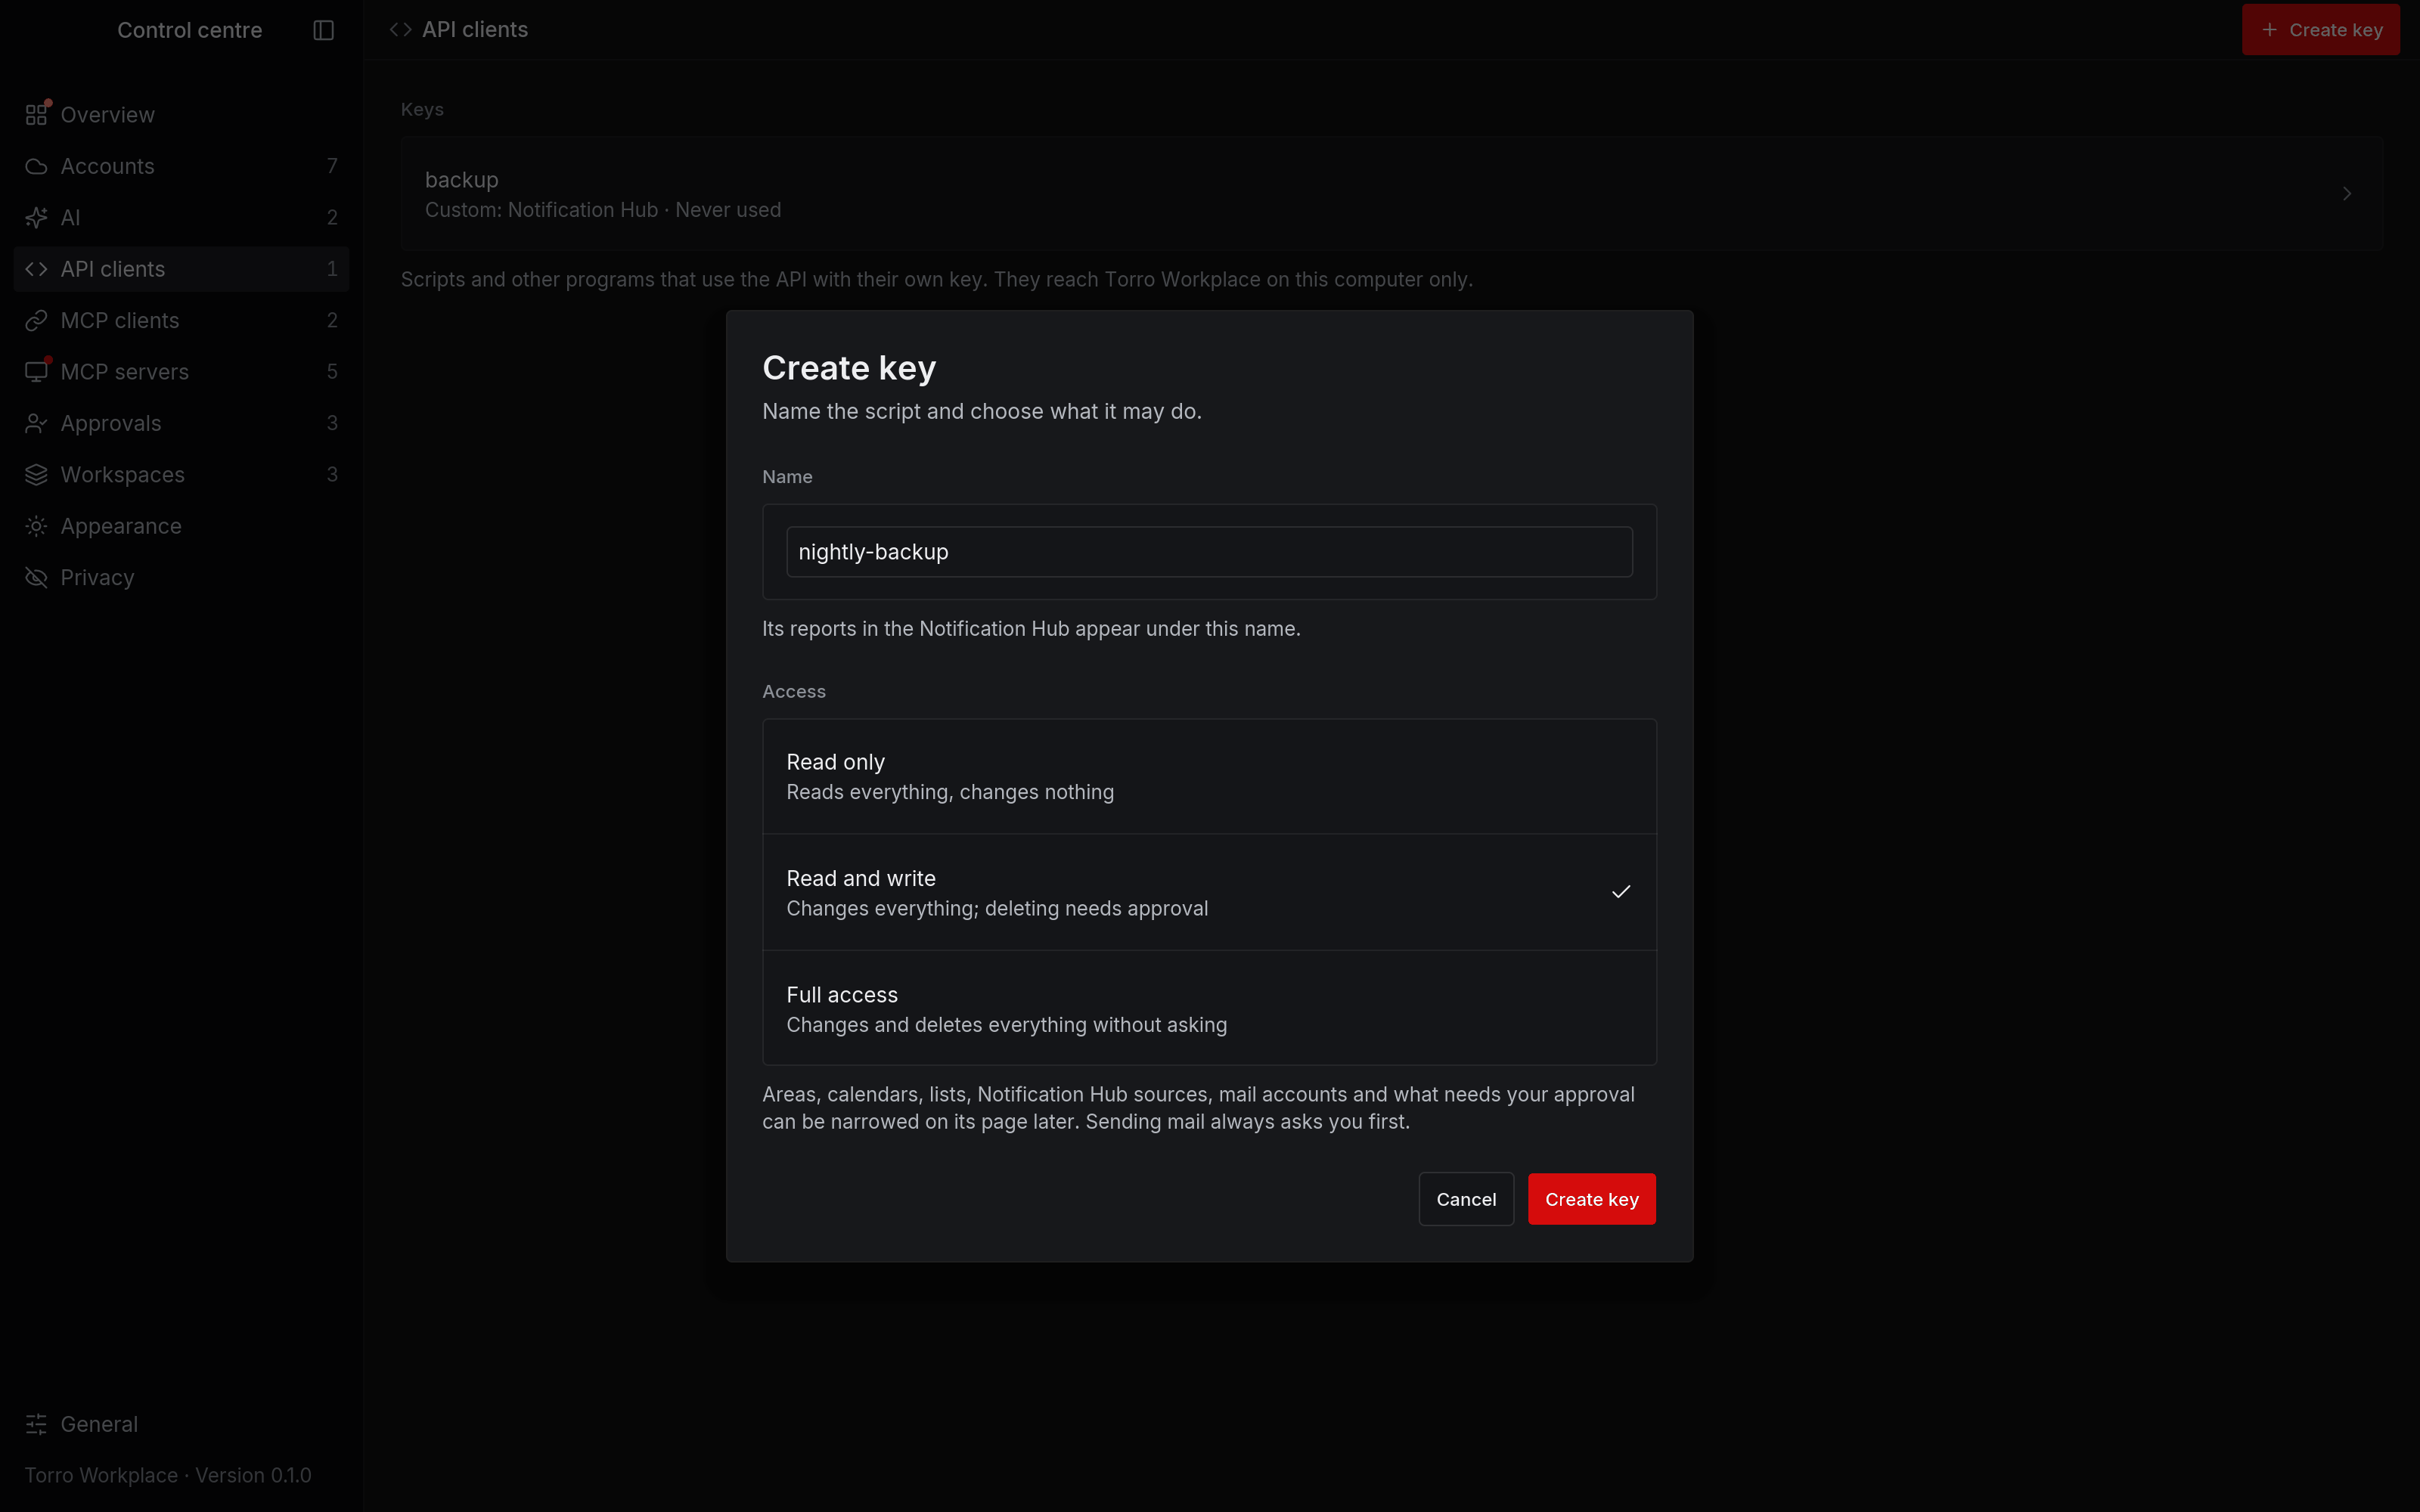 Control centre
API clients
Create key
Overview
Accounts 7
AI 2
API clients 1
MCP clients 2
MCP servers 5
Approvals 3
Workspaces 3
Appearance
Privacy
General
Torro Workplace · Version 0.1.0
Keys
backup
Custom: Notification Hub · Never used
Scripts and other programs that use the API with their own key. They reach Torro Workplace on this computer only.
Create key
Name the script and choose what it may do.
Name
nightly-backup
Its reports in the Notification Hub appear under this name.
Access
Read only
Reads everything, changes nothing
Read and write
Changes everything; deleting needs approval
Full access
Changes and deletes everything without asking
Areas, calendars, lists, Notification Hub sources, mail accounts and what needs your approval
can be narrowed on its page later. Sending mail always asks you first.
Cancel
Create key